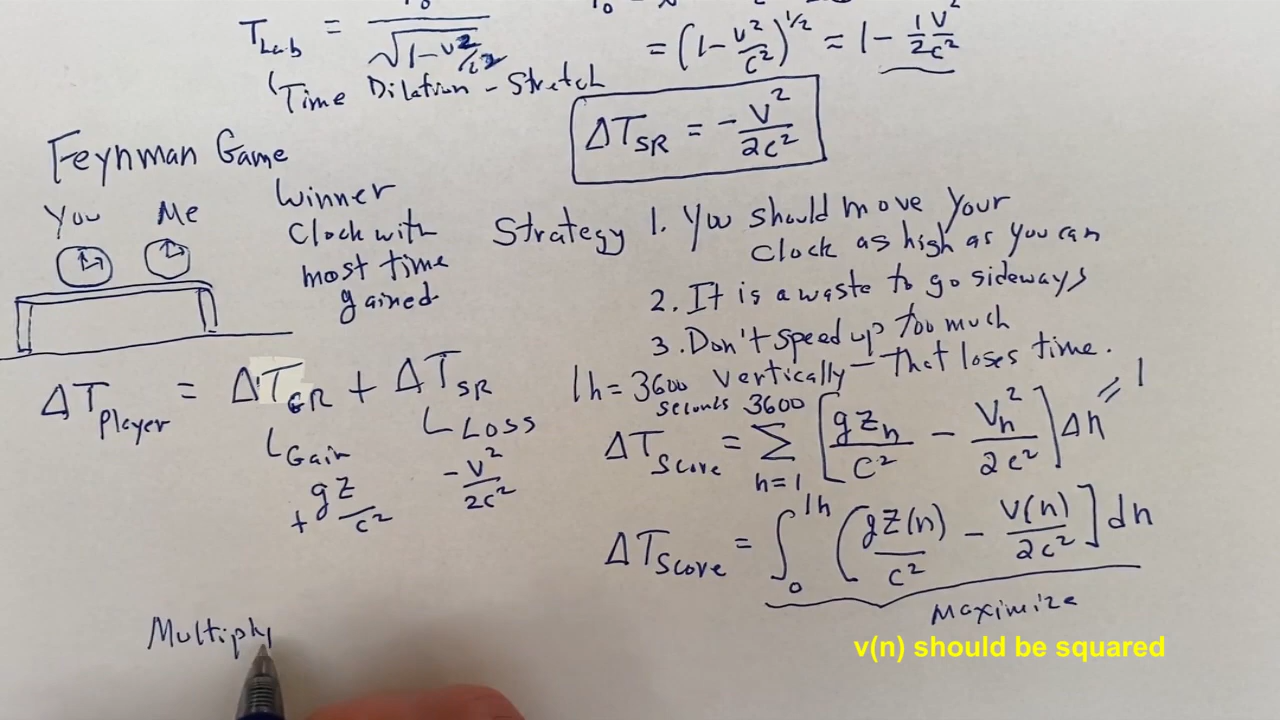 T_Lab = T₀ / √(1-v²/c²)
= (1 - v²/c²)^1/2 ≈ 1 - 1/2 v²/c²
Time Dilation - Stretch
ΔT_SR = - v²/2c²
Feynman Game
You Me
Winner
Clock with
most time
gained
Strategy 1. You should move your
clock as high as you can
2. It is a waste to go sideways
3. Don't speed up too much
vertically - that loses time.
ΔT_Player = ΔT_GR + ΔT_SR
Gain
+ gz/c²
Loss
- v²/2c²
1h = 3600
seconds
ΔT_Score = Σ_{n=1}^{3600} [gz_n/c² - v_n²/2c²] Δn = 1
ΔT_Score = ∫_0^{1h} (gz(n)/c² - v(n)/2c²] dn
Maximize
v(n) should be squared
Multiply